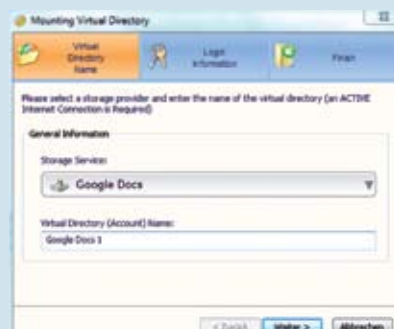 Mounting Virtual Directory
Virtual
Directory
Name
Login
Information
Finish
Please select a storage provider and enter the name of the virtual directory (an ACTIVE
Internet Connection is Required)
General Information
Storage Service:
Google Docs
Virtual Directory (Account) Name:
Google Docs 1
< Zurück Weiter > Abbrechen